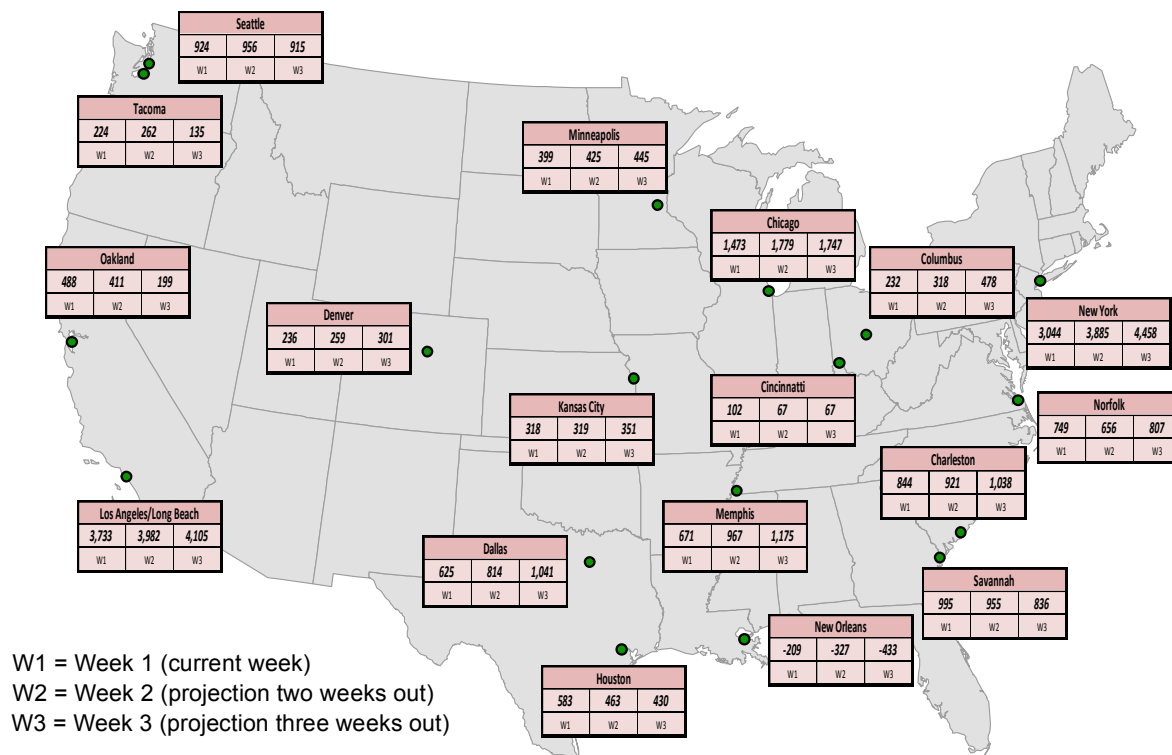 Seattle
924 956 915
W1 W2 W3
Tacoma
224 262 135
W1 W2 W3
Minneapolis
399 425 445
W1 W2 W3
Chicago
1,473 1,779 1,747
W1 W2 W3
Oakland
488 411 199
W1 W2 W3
Columbus
232 318 478
W1 W2 W3
New York
3,044 3,885 4,458
W1 W2 W3
Denver
236 259 301
W1 W2 W3
Cincinnatti
102 67 67
W1 W2 W3
Kansas City
318 319 351
W1 W2 W3
Norfolk
749 656 807
W1 W2 W3
Charleston
844 921 1,038
W1 W2 W3
Los Angeles/Long Beach
3,733 3,982 4,105
W1 W2 W3
Memphis
671 967 1,175
W1 W2 W3
Dallas
625 814 1,041
W1 W2 W3
Savannah
995 955 836
W1 W2 W3
New Orleans
-209 -327 -433
W1 W2 W3
Houston
583 463 430
W1 W2 W3
W1 = Week 1 (current week)
W2 = Week 2 (projection two weeks out)
W3 = Week 3 (projection three weeks out)